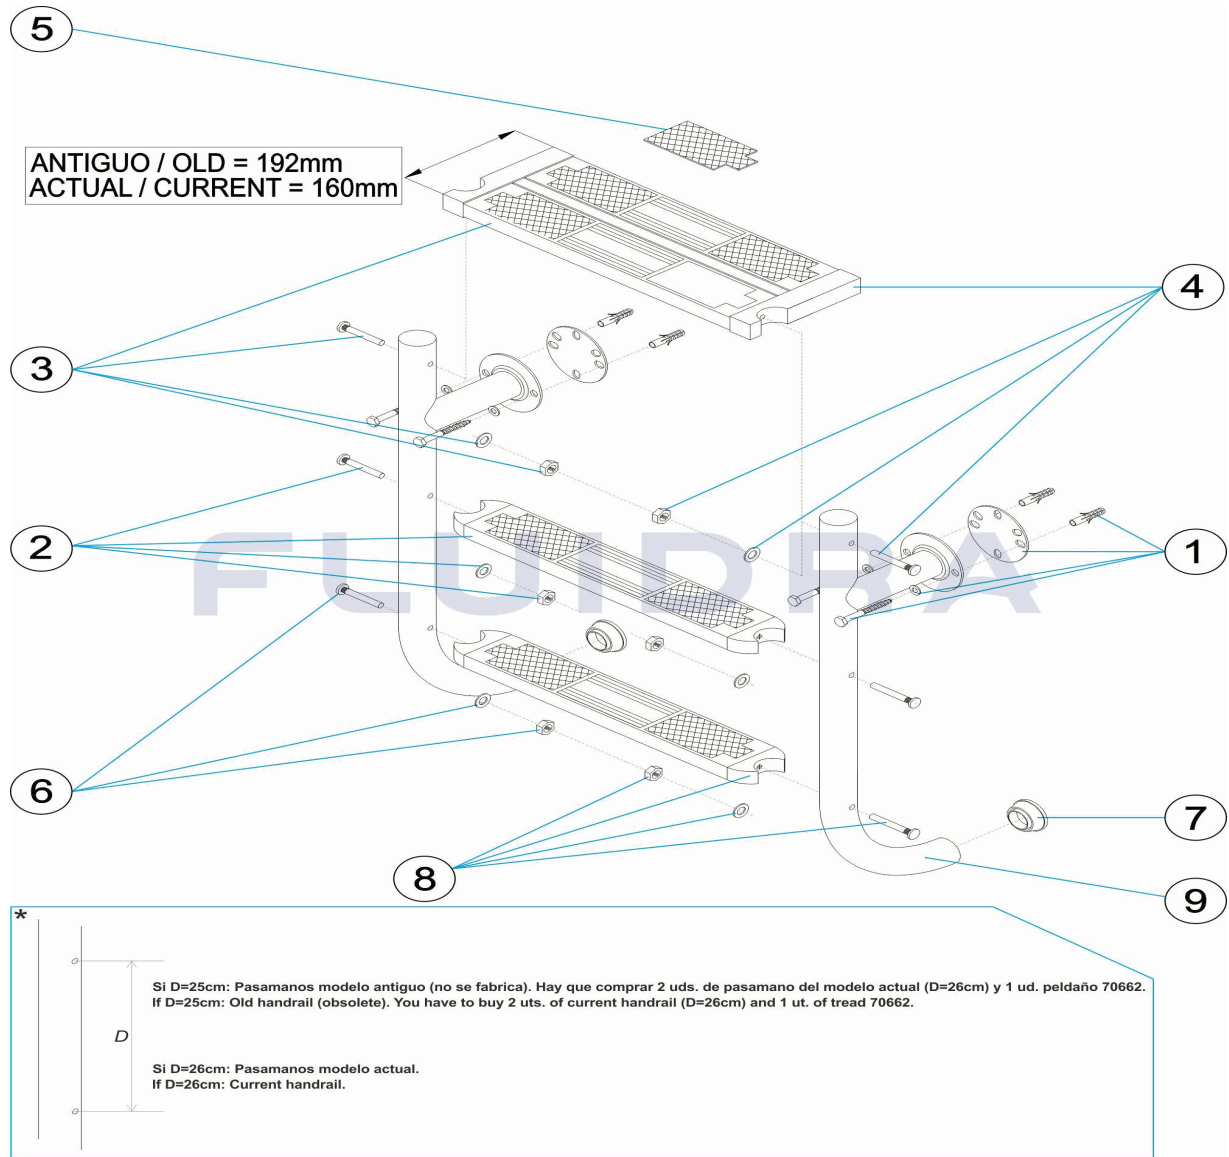 5
ANTIGUO / OLD = 192mm
ACTUAL / CURRENT = 160mm
4
3
2
1
FLUIDRA
6
7
8
9
*
Si D=25cm: Pasamanos modelo antiguo (no se fabrica). Hay que comprar 2 uds. de pasamano del modelo actual (D=26cm) y 1 ud. peldaño 70662.
If D=25cm: Old handrail (obsolete). You have to buy 2 uts. of current handrail (D=26cm) and 1 ut. of tread 70662.
D
Si D=26cm: Pasamanos modelo actual.
If D=26cm: Current handrail.